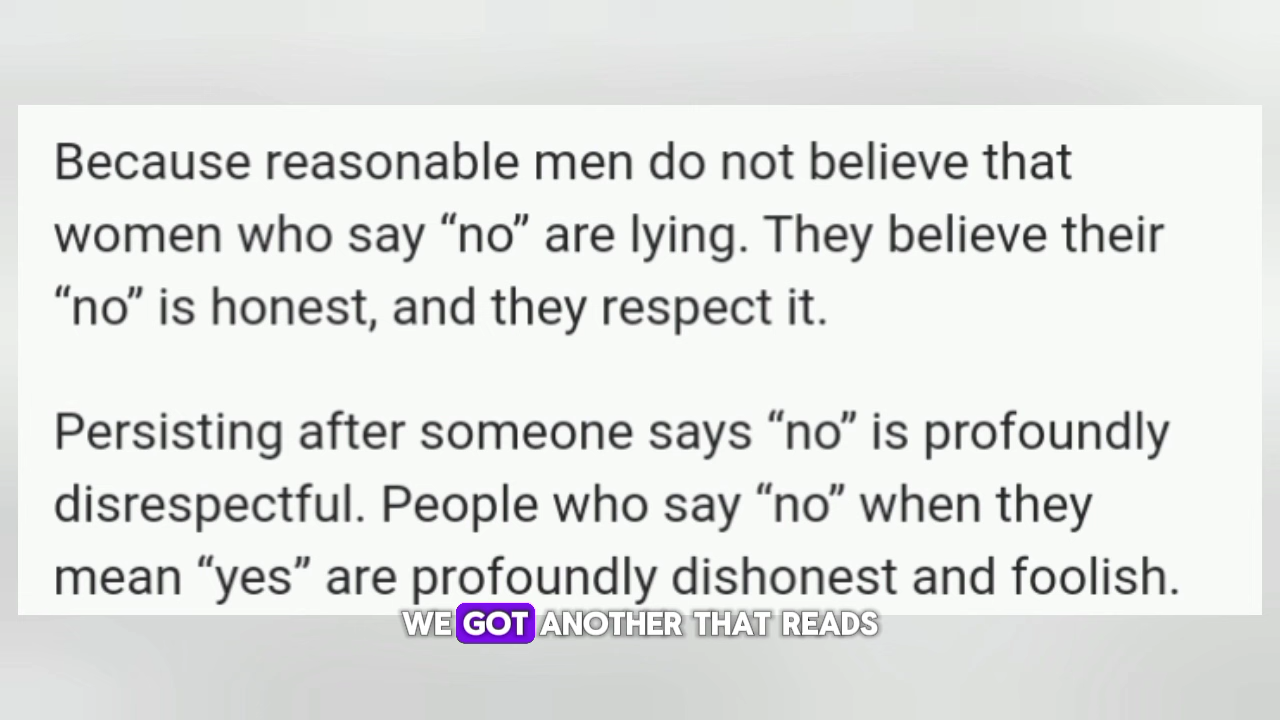 Because reasonable men do not believe that
women who say “no” are lying. They believe their
“no” is honest, and they respect it.
Persisting after someone says “no” is profoundly
disrespectful. People who say “no” when they
mean “yes” are profoundly dishonest and foolish.
WE GOT ANOTHER THAT READS